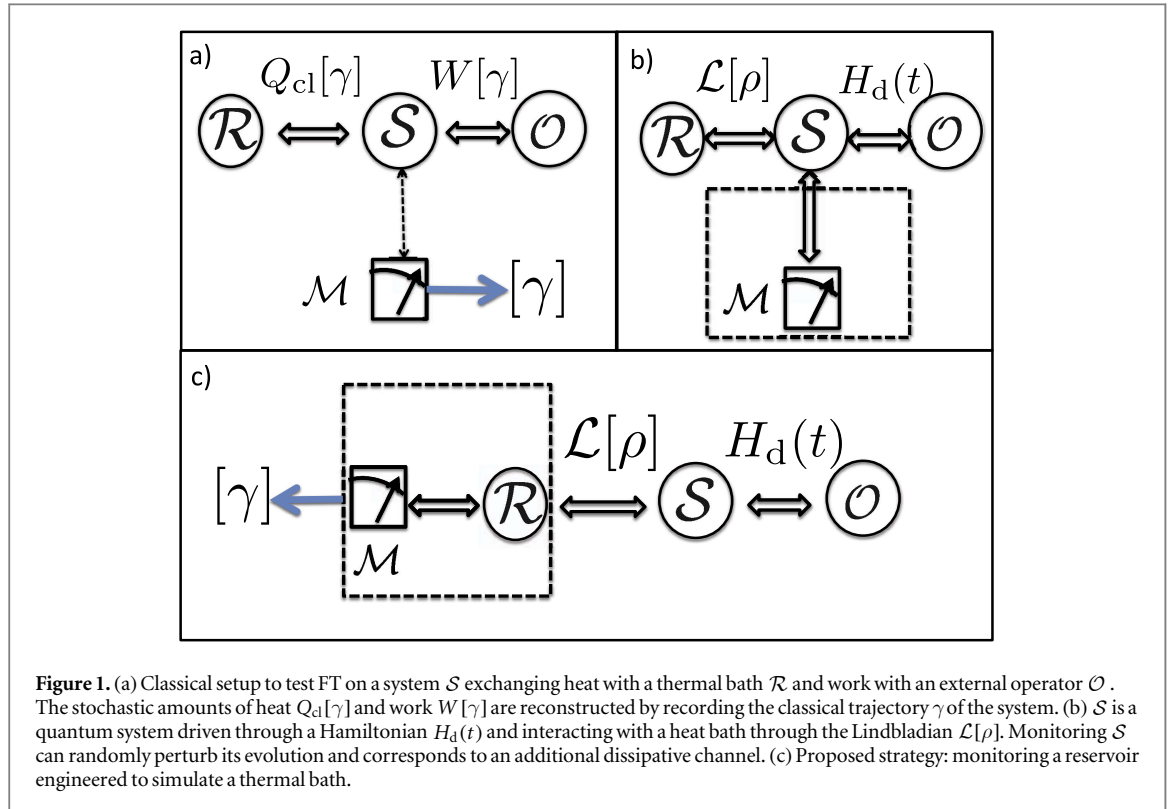 a)
Q_cl[γ] W[γ]
ℛ 𝒮 𝒪
ℳ [γ]
b)
ℒ[ρ] H_d(t)
ℛ 𝒮 𝒪
ℳ
c)
ℒ[ρ] H_d(t)
[γ] ℛ 𝒮 𝒪
ℳ
Figure 1. (a) Classical setup to test FT on a system 𝒮 exchanging heat with a thermal bath ℛ and work with an external operator 𝒪 .
The stochastic amounts of heat Q_cl[γ] and work W[γ] are reconstructed by recording the classical trajectory γ of the system. (b) 𝒮 is a
quantum system driven through a Hamiltonian H_d(t) and interacting with a heat bath through the Lindbladian ℒ[ρ]. Monitoring 𝒮
can randomly perturb its evolution and corresponds to an additional dissipative channel. (c) Proposed strategy: monitoring a reservoir
engineered to simulate a thermal bath.